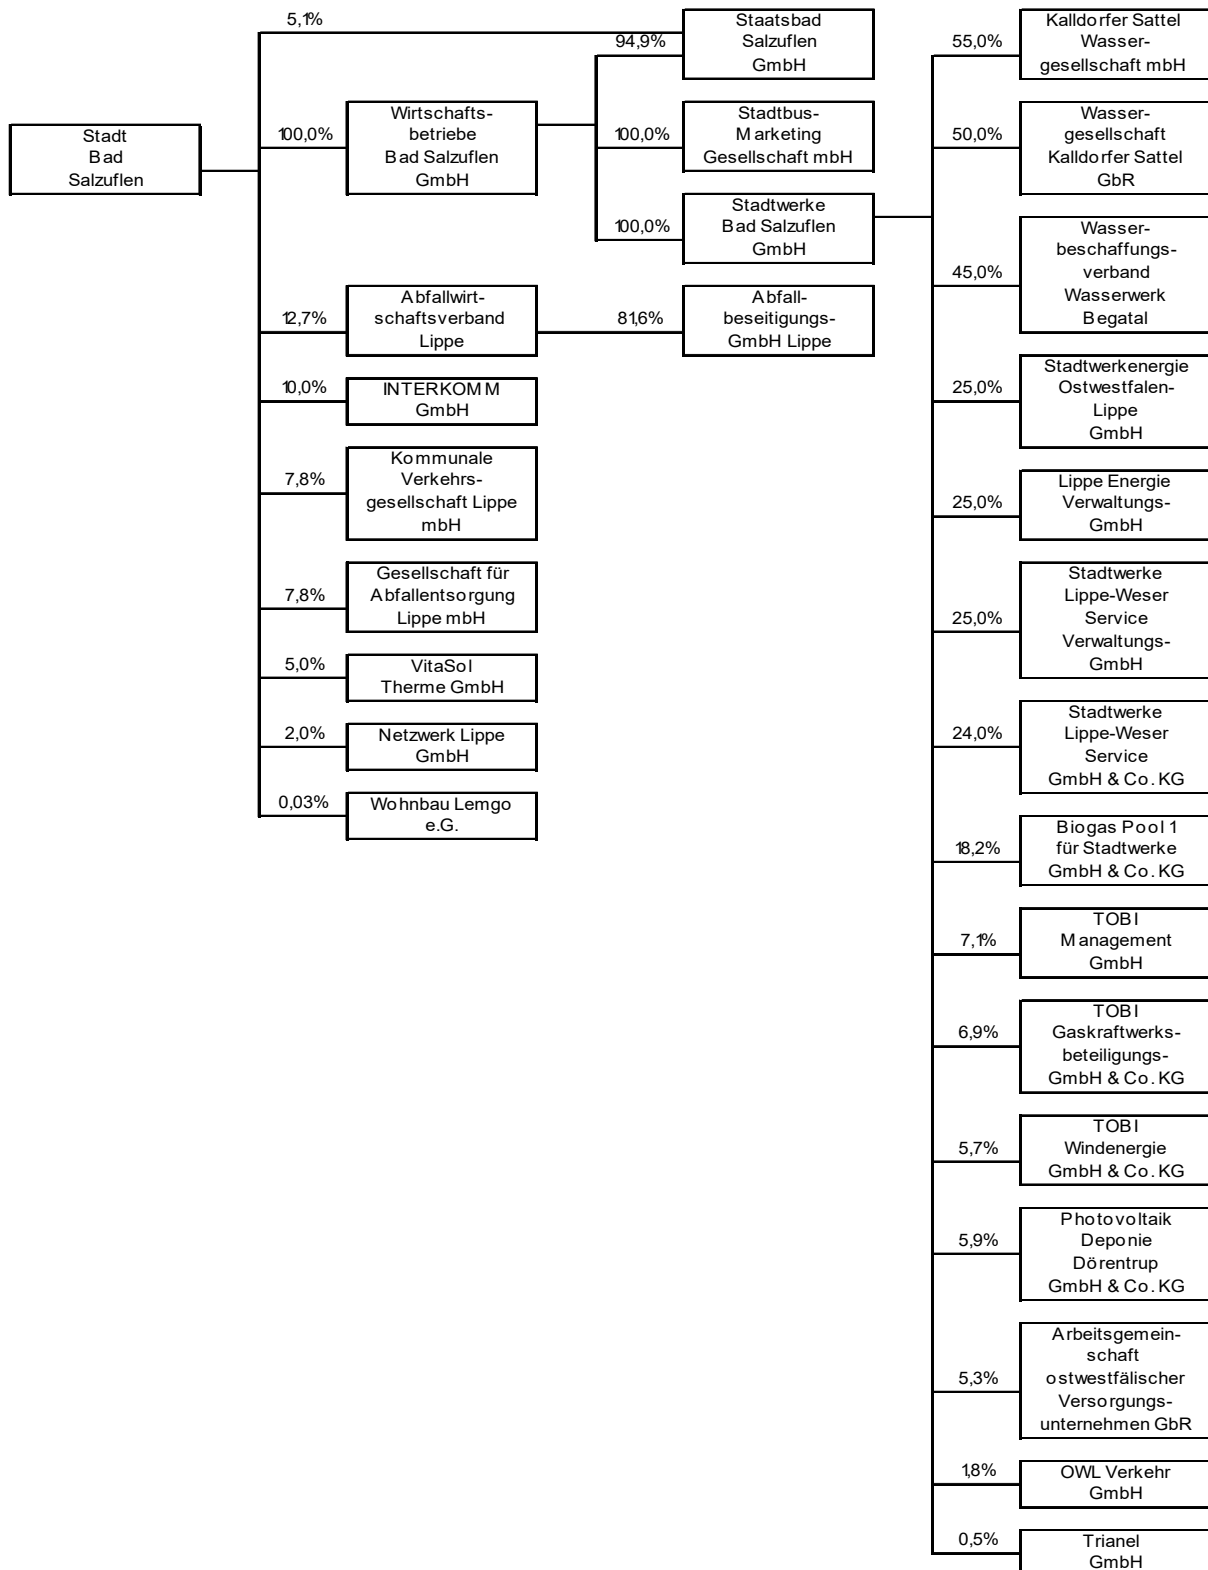 Stadt
Bad
Salzuflen
5,1%
100,0%
Wirtschafts-
betriebe
Bad Salzuflen
GmbH
12,7%
Abfallwirt-
schaftsverband
Lippe
10,0%
INTERKOMM
GmbH
7,8%
Kommunale
Verkehrs-
gesellschaft Lippe
mbH
7,8%
Gesellschaft für
Abfallentsorgung
Lippe mbH
5,0%
VitaSol
Therme GmbH
2,0%
Netzwerk Lippe
GmbH
0,03%
Wohnbau Lemgo
e.G.
94,9%
Staatsbad
Salzuflen
GmbH
100,0%
Stadtbus-
Marketing
Gesellschaft mbH
100,0%
Stadtwerke
Bad Salzuflen
GmbH
81,6%
Abfall-
beseitigungs-
GmbH Lippe
55,0%
Kalldorfer Sattel
Wasser-
gesellschaft mbH
50,0%
Wasser-
gesellschaft
Kalldorfer Sattel
GbR
45,0%
Wasser-
beschaffungs-
verband
Wasserwerk
Begatal
25,0%
Stadtwerkenergie
Ostwestfalen-
Lippe
GmbH
25,0%
Lippe Energie
Verwaltungs-
GmbH
25,0%
Stadtwerke
Lippe-Weser
Service
Verwaltungs-
GmbH
24,0%
Stadtwerke
Lippe-Weser
Service
GmbH & Co. KG
18,2%
Biogas Pool 1
für Stadtwerke
GmbH & Co. KG
7,1%
TOBI
Management
GmbH
6,9%
TOBI
Gaskraftwerks-
beteiligungs-
GmbH & Co. KG
5,7%
TOBI
Windenergie
GmbH & Co. KG
5,9%
Photovoltaik
Deponie
Dörentrup
GmbH & Co. KG
5,3%
Arbeitsgemein-
schaft
ostwestfälischer
Versorgungs-
unternehmen GbR
1,8%
OWL Verkehr
GmbH
0,5%
Trianel
GmbH